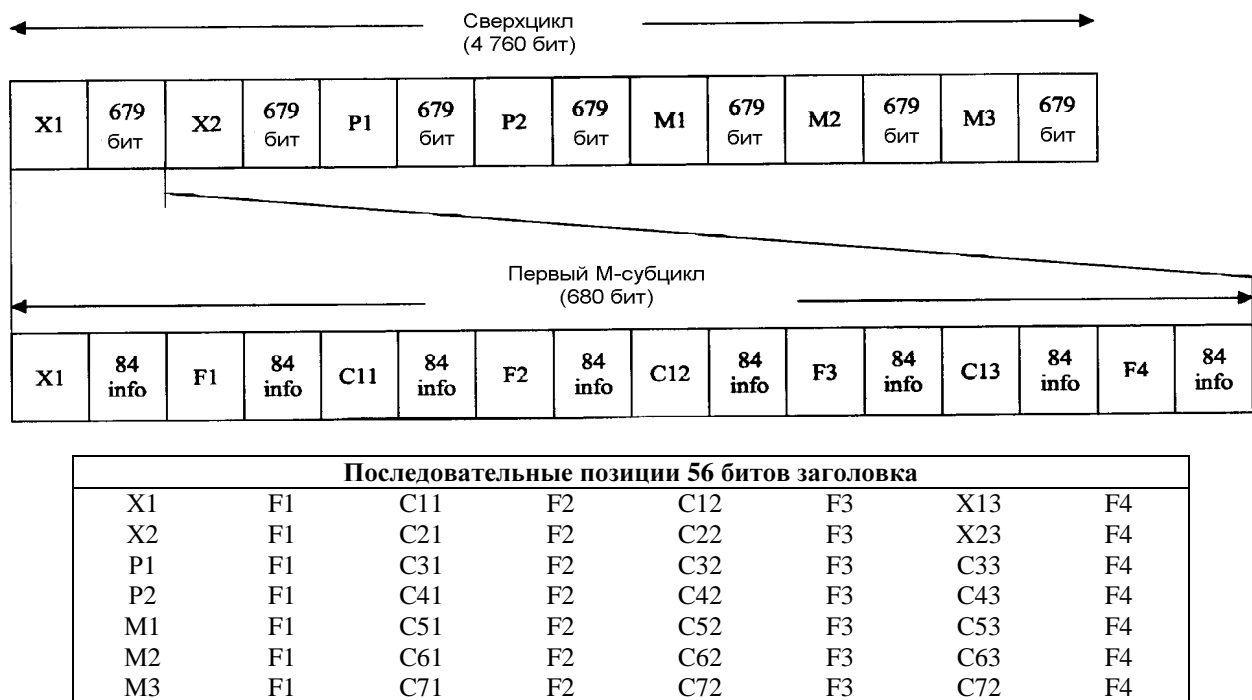 Сверхцикл
(4 760 бит)
X1 679 бит X2 679 бит P1 679 бит P2 679 бит M1 679 бит M2 679 бит M3 679 бит
Первый М-субцикл
(680 бит)
X1 84 info F1 84 info C11 84 info F2 84 info C12 84 info F3 84 info C13 84 info F4 84 info
Последовательные позиции 56 битов заголовка
X1 F1 C11 F2 C12 F3 X13 F4
X2 F1 C21 F2 C22 F3 X23 F4
P1 F1 C31 F2 C32 F3 C33 F4
P2 F1 C41 F2 C42 F3 C43 F4
M1 F1 C51 F2 C52 F3 C53 F4
M2 F1 C61 F2 C62 F3 C63 F4
M3 F1 C71 F2 C72 F3 C72 F4